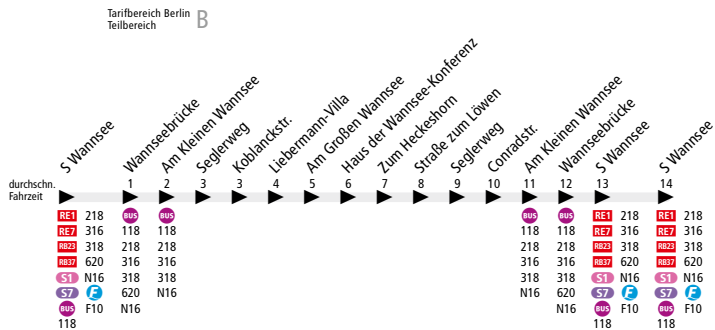 Tarifbereich Berlin
Teilbereich B
S Wannsee
Wannseebrücke
Am Kleinen Wannsee
Seglerweg
Koblanckstr.
Liebermann-Villa
Am Großen Wannsee
Haus der Wannsee-Konferenz
Zum Heckeshorn
Straße zum Löwen
Seglerweg
Conradstr.
Am Kleinen Wannsee
Wannseebrücke
S Wannsee
S Wannsee
durchschn. 1 2 3 3 4 5 6 7 8 9 10 11 12 13 14
Fahrzeit
RE1 218 BUS BUS BUS BUS RE1 218 RE1 218
RE7 316 118 118 118 118 RE7 316 RE7 316
RB23 318 218 218 218 218 RB23 318 RB23 318
RB37 620 316 316 316 316 RB37 620 RB37 620
S1 N16 318 318 318 318 S1 N16 S1 N16
S7 F 620 N16 N16 620 S7 F S7 F
BUS F10 N16 N16 BUS F10 BUS F10
118 118 118